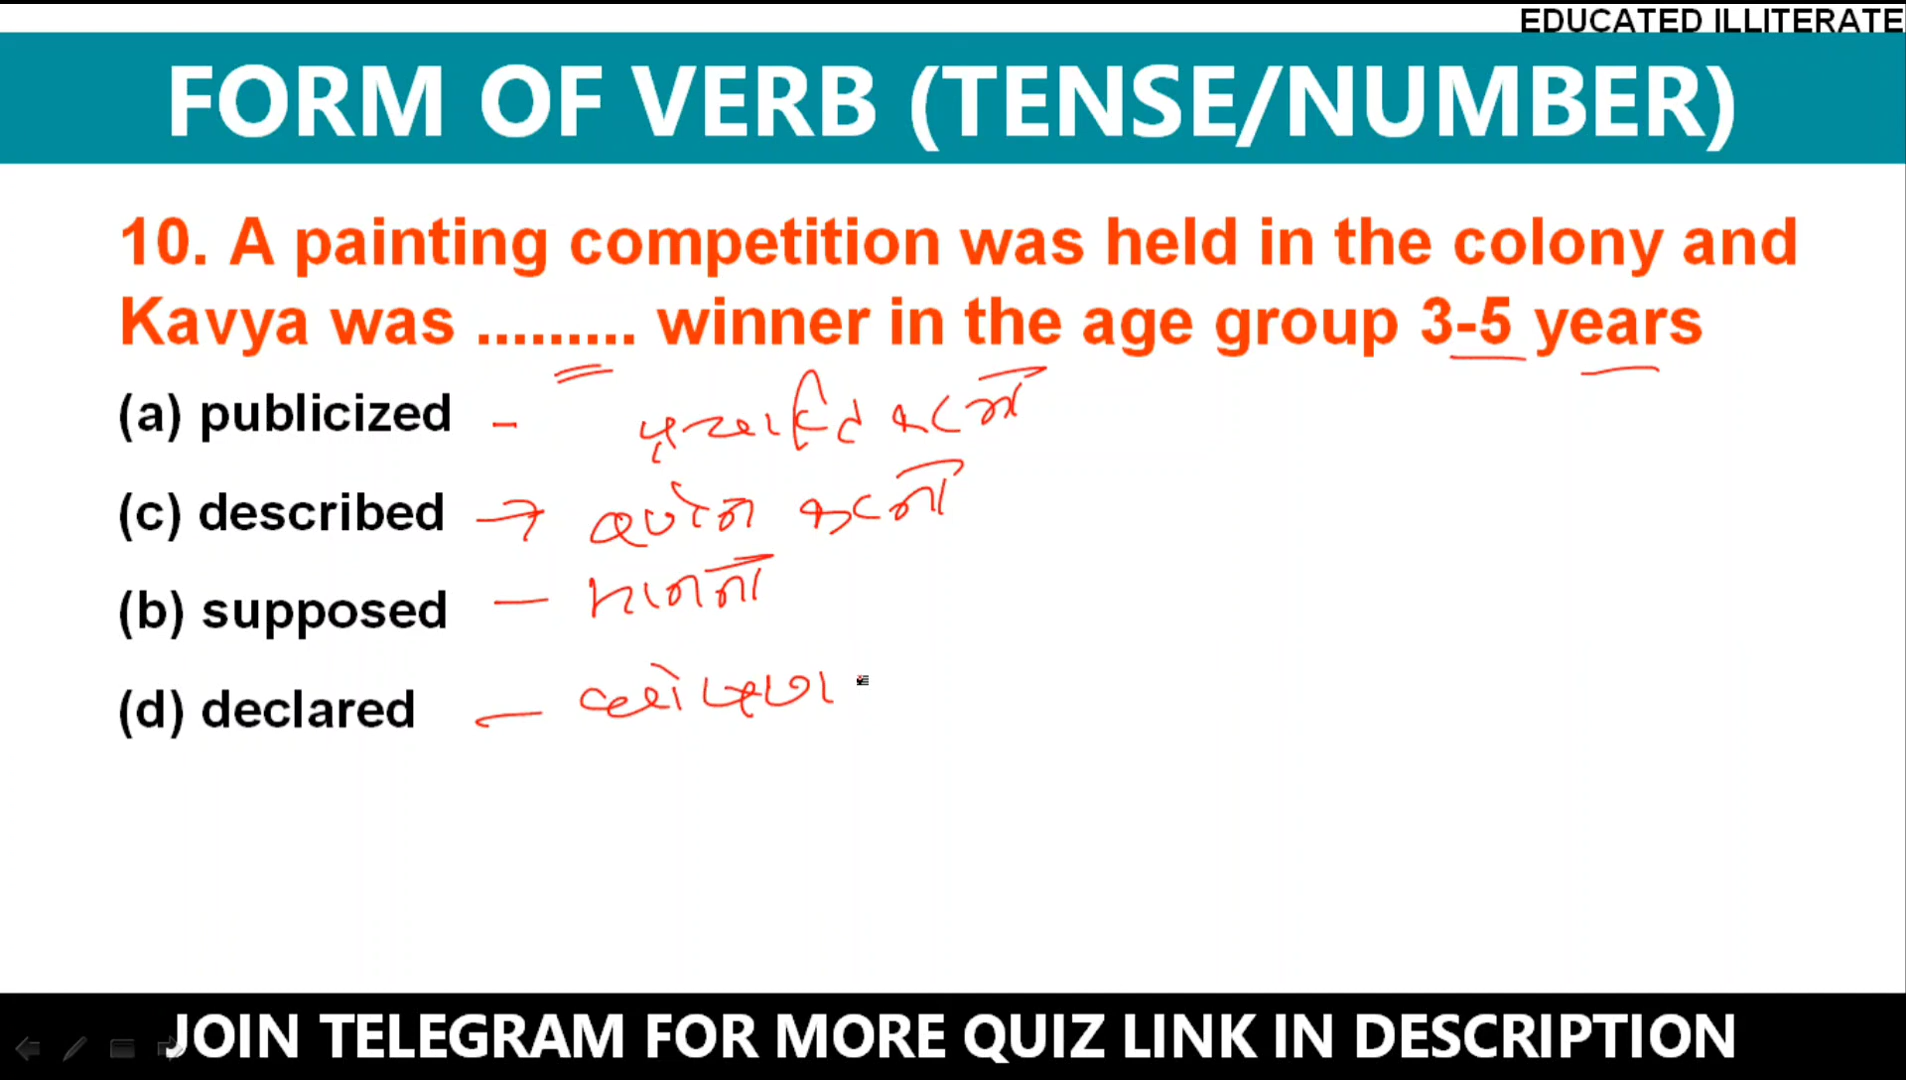 EDUCATED ILLITERATE
FORM OF VERB (TENSE/NUMBER)
10. A painting competition was held in the colony and
Kavya was ......... winner in the age group 3-5 years
(a) publicized -
(c) described →
(b) supposed - मानना
(d) declared -
JOIN TELEGRAM FOR MORE QUIZ LINK IN DESCRIPTION